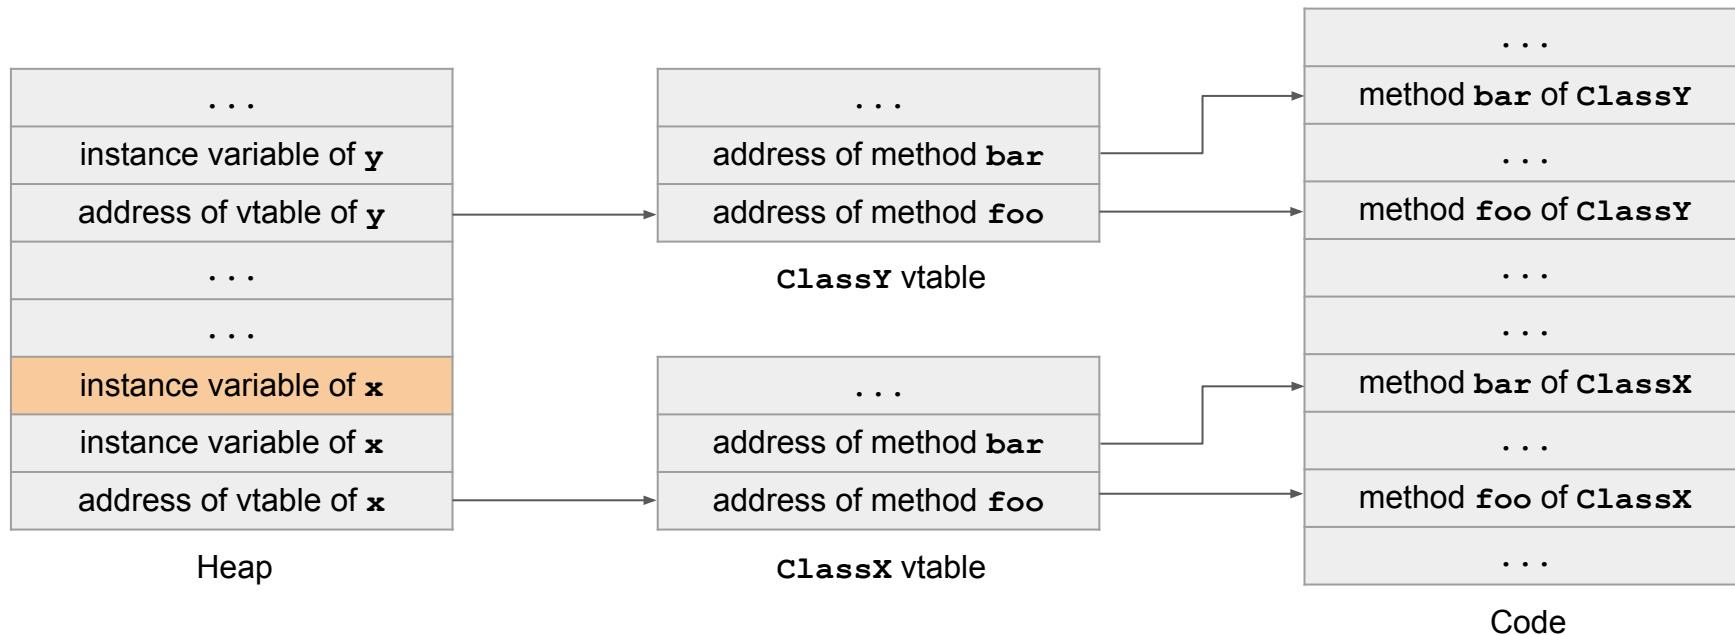 ...
instance variable of y
address of vtable of y
...
...
instance variable of x
instance variable of x
address of vtable of x
Heap
...
address of method bar
address of method foo
ClassY vtable
...
address of method bar
address of method foo
ClassX vtable
...
method bar of ClassY
...
method foo of ClassY
...
...
method bar of ClassX
...
method foo of ClassX
...
Code